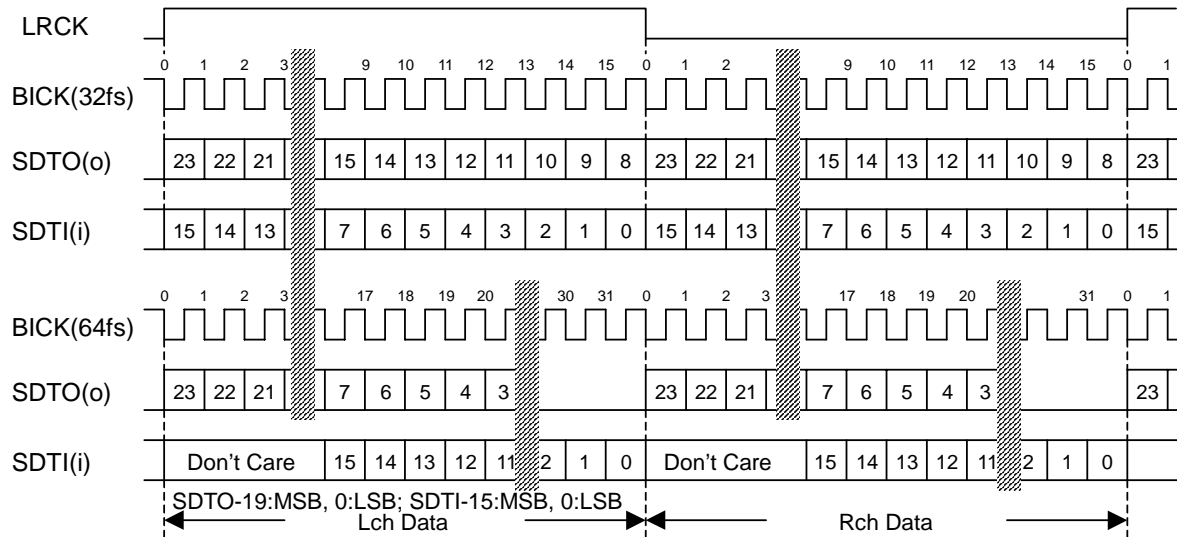 LRCK
0 1 2 3 9 10 11 12 13 14 15 0 1 2 9 10 11 12 13 14 15 0 1
BICK(32fs)
SDTO(o) 23 22 21 15 14 13 12 11 10 9 8 23 22 21 15 14 13 12 11 10 9 8 23
SDTI(i) 15 14 13 7 6 5 4 3 2 1 0 15 14 13 7 6 5 4 3 2 1 0 15
0 1 2 3 17 18 19 20 30 31 0 1 2 3 17 18 19 20 31 0 1
BICK(64fs)
SDTO(o) 23 22 21 7 6 5 4 3 23 22 21 7 6 5 4 3 23
SDTI(i) Don't Care 15 14 13 12 11 2 1 0 Don't Care 15 14 13 12 11 2 1 0
SDTO-19:MSB, 0:LSB; SDTI-15:MSB, 0:LSB
Lch Data Rch Data